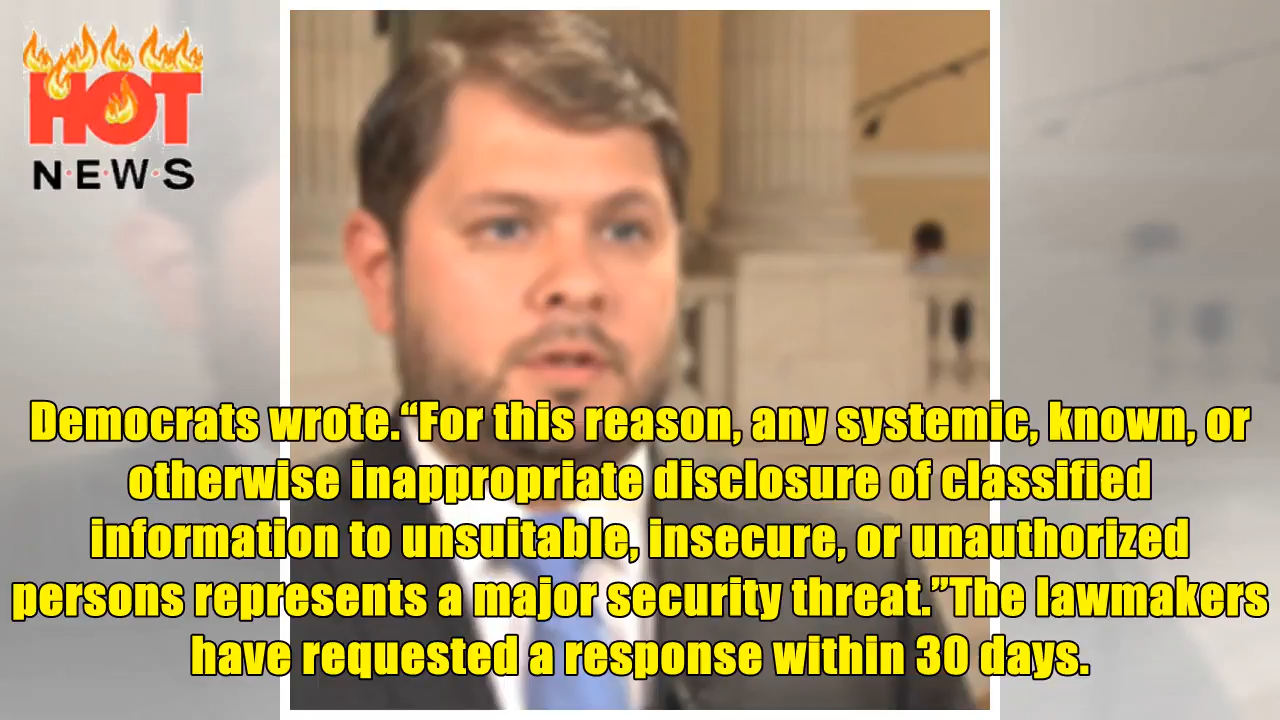 HOT
N·E·W·S
Democrats wrote.“For this reason, any systemic, known, or
otherwise inappropriate disclosure of classified
information to unsuitable, insecure, or unauthorized
persons represents a major security threat.”The lawmakers
have requested a response within 30 days.